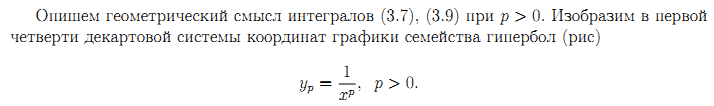 Опишем геометрический смысл интегралов (3.7), (3.9) при p > 0. Изобразим в первой
четверти декартовой системы координат графики семейства гипербол (рис)
y_p = 1/x^p, p > 0.